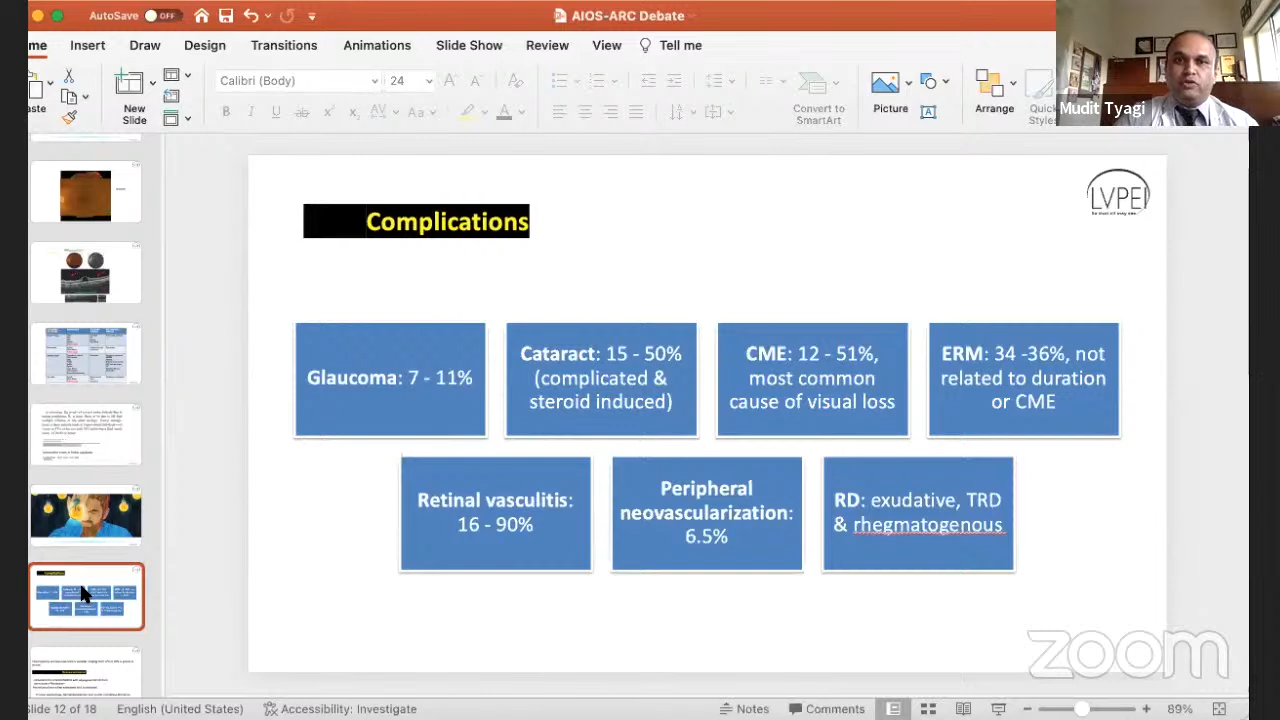 AutoSave OFF
AIOS-ARC Debate
me Insert Draw Design Transitions Animations Slide Show Review View Tell me
Calibri (Body) 24
aste
New
Slide
Convert to
SmartArt
Picture
Arrange
Quick
Styles
Mudit Tyagi
LVPEI
Complications
Glaucoma: 7 - 11%
Cataract: 15 - 50%
(complicated &
steroid induced)
CME: 12 - 51%,
most common
cause of visual loss
ERM: 34 -36%, not
related to duration
or CME
Retinal vasculitis:
16 - 90%
Peripheral
neovascularization:
6.5%
RD: exudative, TRD
& rhegmatogenous
zoom
Slide 12 of 18 English (United States) Accessibility: Investigate Notes Comments 89%